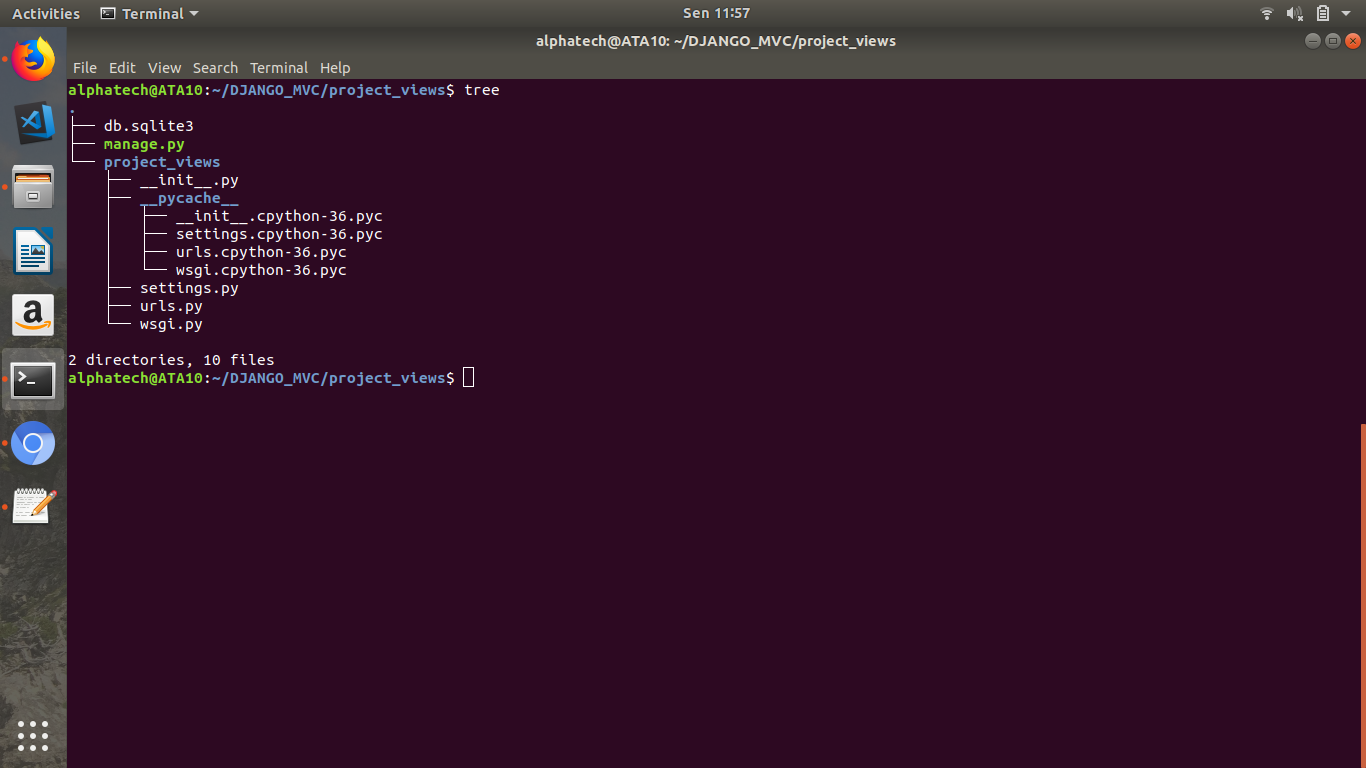 Activities Terminal Sen 11:57
alphatech@ATA10: ~/DJANGO_MVC/project_views
File Edit View Search Terminal Help
alphatech@ATA10:~/DJANGO_MVC/project_views$ tree
.
├── db.sqlite3
├── manage.py
└── project_views
    ├── __init__.py
    ├── __pycache__
    │   ├── __init__.cpython-36.pyc
    │   ├── settings.cpython-36.pyc
    │   ├── urls.cpython-36.pyc
    │   └── wsgi.cpython-36.pyc
    ├── settings.py
    ├── urls.py
    └── wsgi.py
2 directories, 10 files
alphatech@ATA10:~/DJANGO_MVC/project_views$